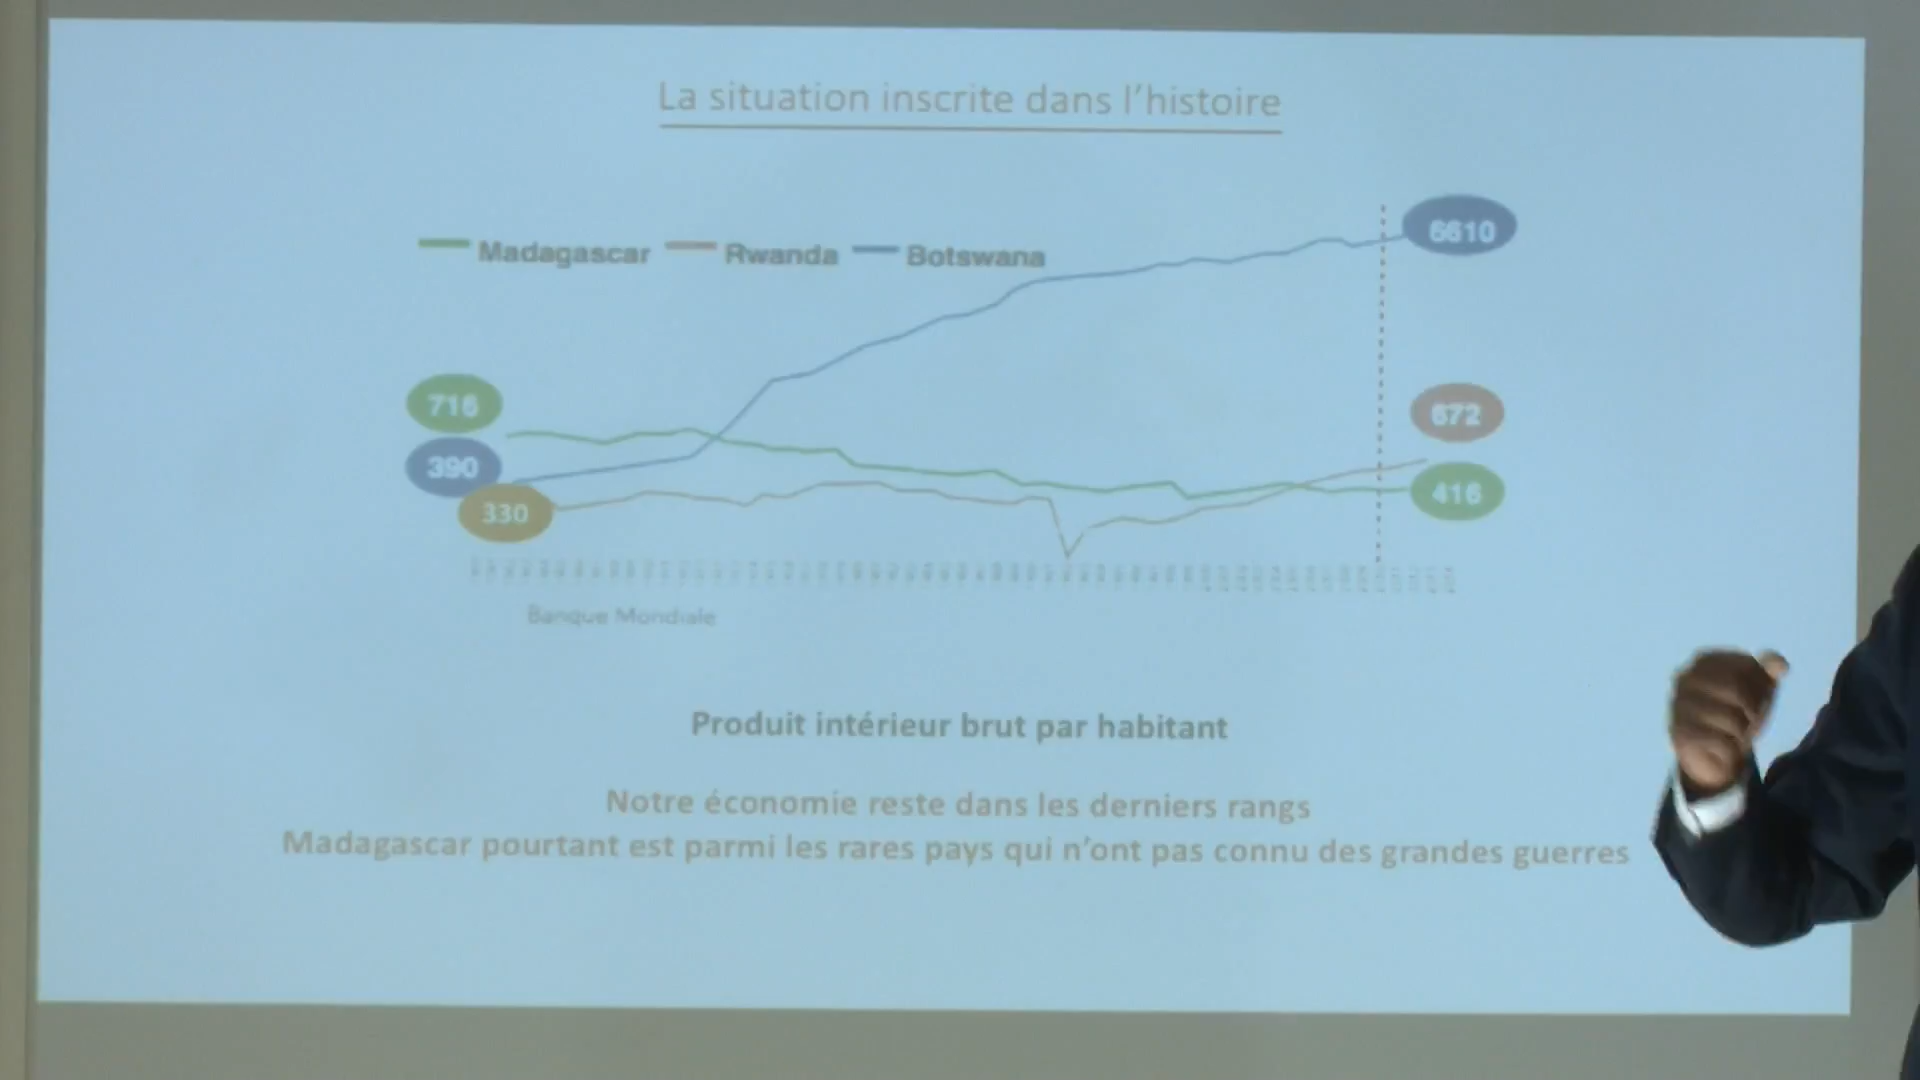 La situation inscrite dans l'histoire
Madagascar Rwanda Botswana
6610
716
390
330
672
416
Banque Mondiale
Produit intérieur brut par habitant
Notre économie reste dans les derniers rangs
Madagascar pourtant est parmi les rares pays qui n'ont pas connu des grandes guerres